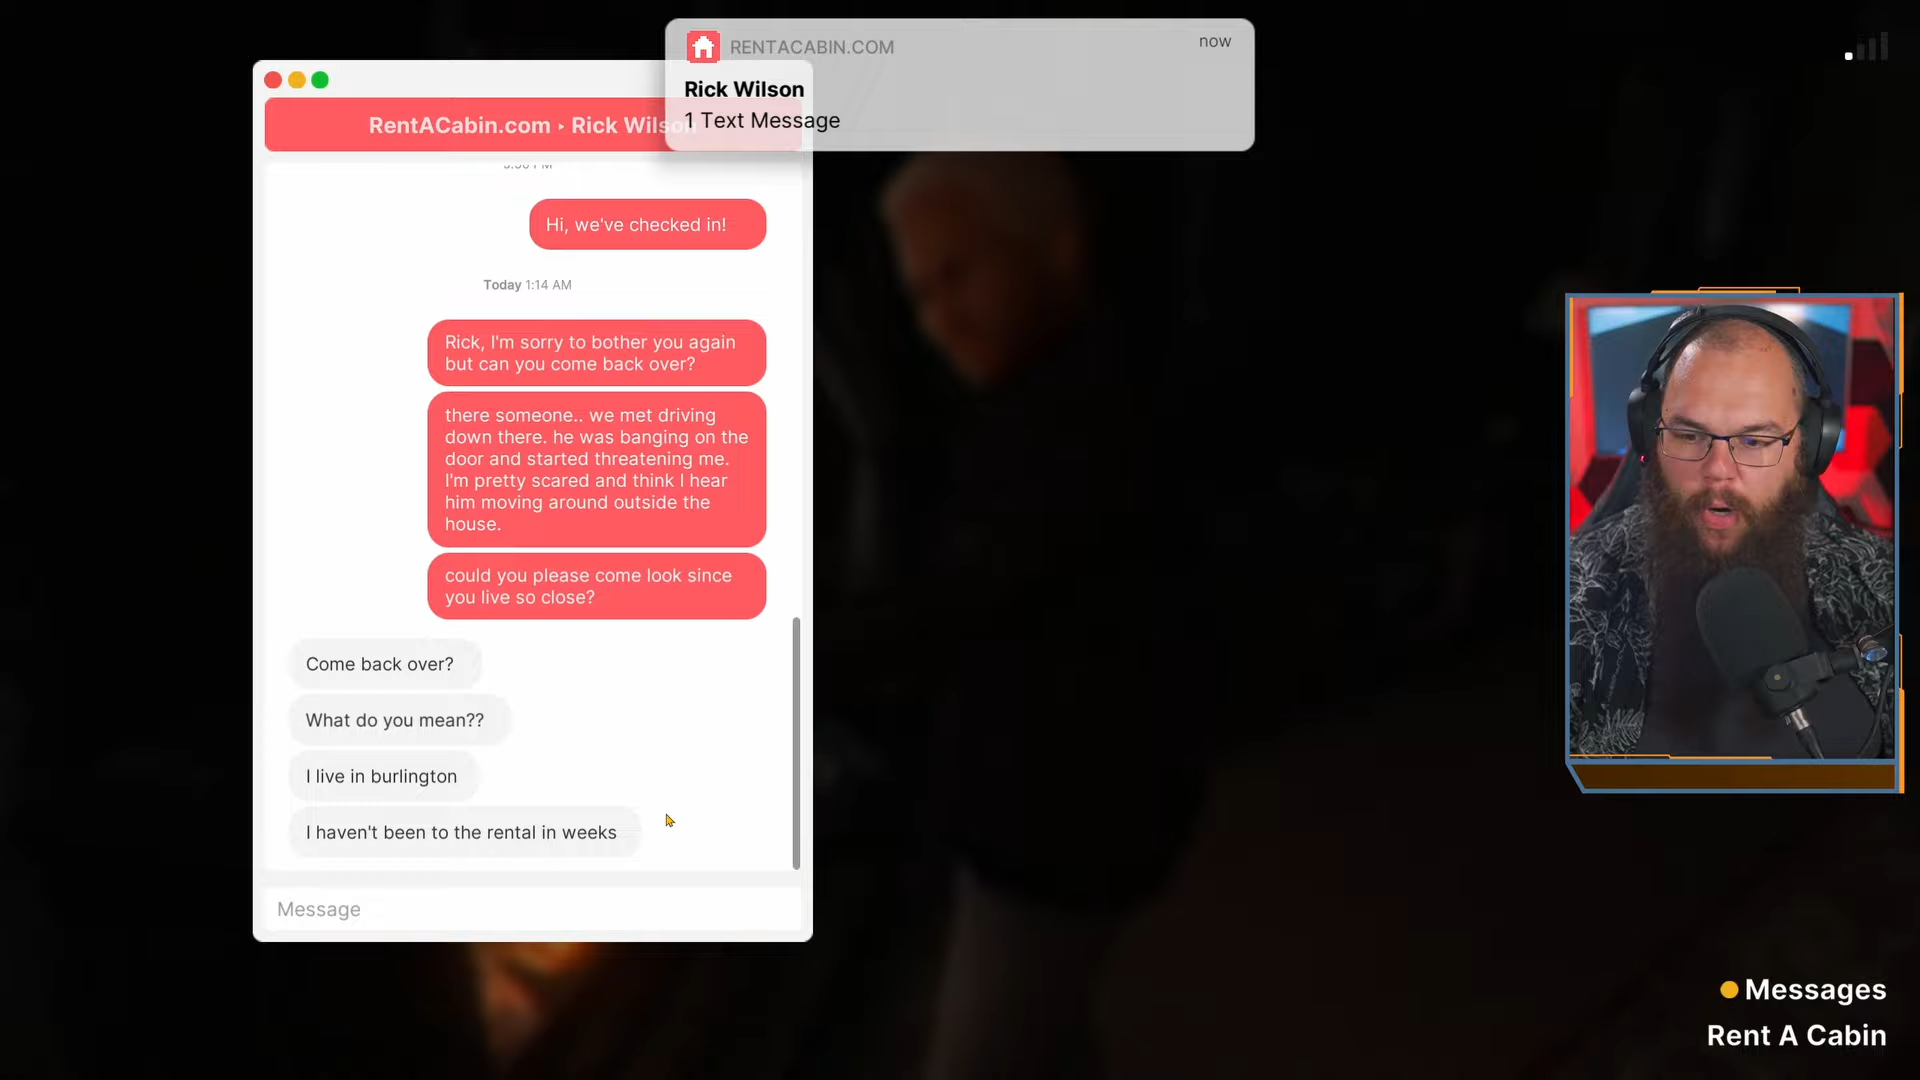 RENTACABIN.COM
now
Rick Wilson
1 Text Message
RentACabin.com · Rick Wilson
Hi, we've checked in!
Today 1:14 AM
Rick, I'm sorry to bother you again
but can you come back over?
there someone.. we met driving
down there. he was banging on the
door and started threatening me.
I'm pretty scared and think I hear
him moving around outside the
house.
could you please come look since
you live so close?
Come back over?
What do you mean??
I live in burlington
I haven't been to the rental in weeks
Message
Messages
Rent A Cabin